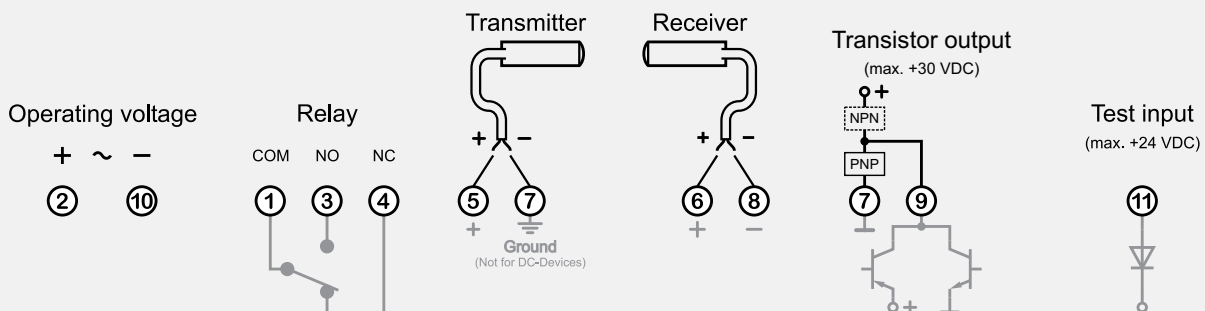 Transmitter
Receiver
Transistor output
(max. +30 VDC)
+
Operating voltage
Relay
NPN
Test input
(max. +24 VDC)
+ ~ −
COM NO NC
+ −
+ −
PNP
2 10
1 3 4
5 7
6 8
7 9
11
+
Ground
(Not for DC-Devices)
+ −
+